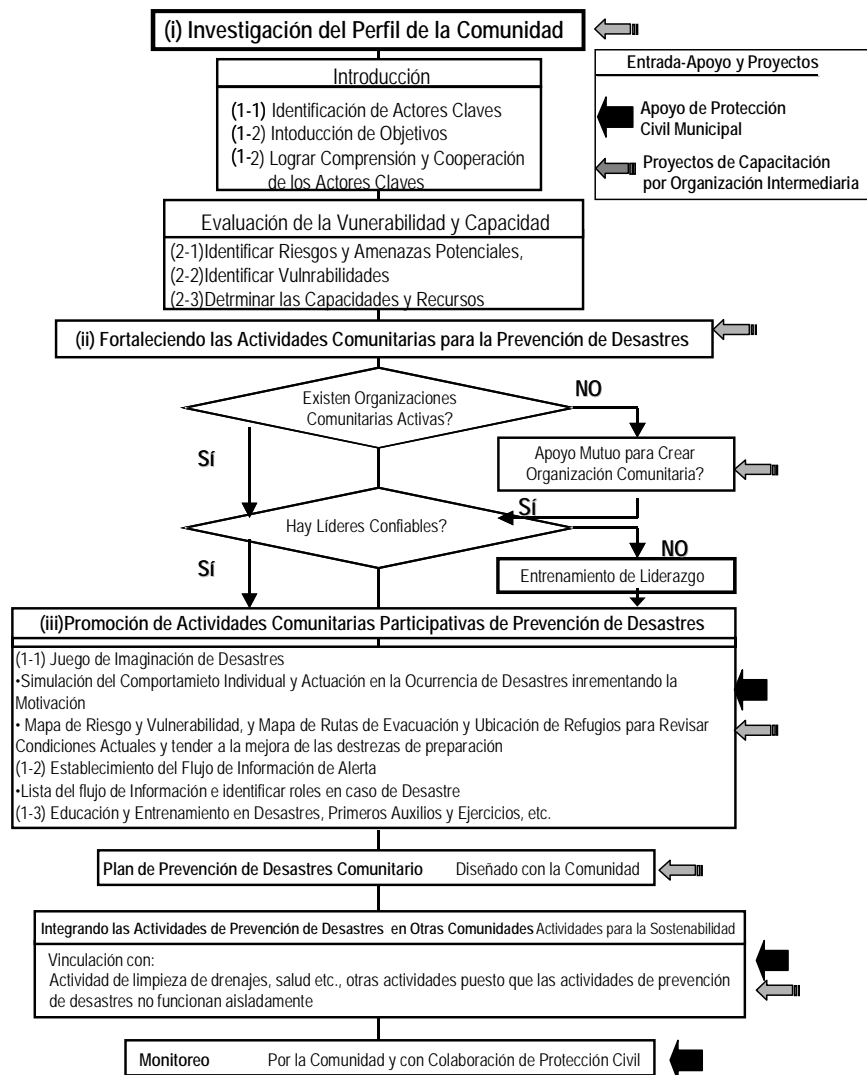 (i) Investigación del Perfil de la Comunidad
Entrada-Apoyo y Proyectos
Apoyo de Protección
Civil Municipal
Proyectos de Capacitación
por Organización Intermediaria
Introducción
(1-1) Identificación de Actores Claves
(1-2) Intoducción de Objetivos
(1-2) Lograr Comprensión y Cooperación
de los Actores Claves
Evaluación de la Vunerabilidad y Capacidad
(2-1)Identificar Riesgos y Amenazas Potenciales,
(2-2)Identificar Vulnrabilidades
(2-3)Detrminar las Capacidades y Recursos
(ii) Fortaleciendo las Actividades Comunitarias para la Prevención de Desastres
Existen Organizaciones
Comunitarias Activas?
NO
Sí
Apoyo Mutuo para Crear
Organización Comunitaria?
Sí
Hay Líderes Confiables?
NO
Sí
Entrenamiento de Liderazgo
(iii)Promoción de Actividades Comunitarias Participativas de Prevención de Desastres
(1-1) Juego de Imaginación de Desastres
•Simulación del Comportamieto Individual y Actuación en la Ocurrencia de Desastres inrementando la
Motivación
• Mapa de Riesgo y Vulnerabilidad, y Mapa de Rutas de Evacuación y Ubicación de Refugios para Revisar
Condiciones Actuales y tender a la mejora de las destrezas de preparación
(1-2) Establecimiento del Flujo de Información de Alerta
•Lista del flujo de Información e identificar roles en caso de Desastre
(1-3) Educación y Entrenamiento en Desastres, Primeros Auxilios y Ejercicios, etc.
Plan de Prevención de Desastres Comunitario Diseñado con la Comunidad
Integrando las Actividades de Prevención de Desastres en Otras Comunidades Actividades para la Sostenabilidad
Vinculación con:
Actividad de limpieza de drenajes, salud etc., otras actividades puesto que las actividades de prevención
de desastres no funcionan aisladamente
Monitoreo Por la Comunidad y con Colaboración de Protección Civil